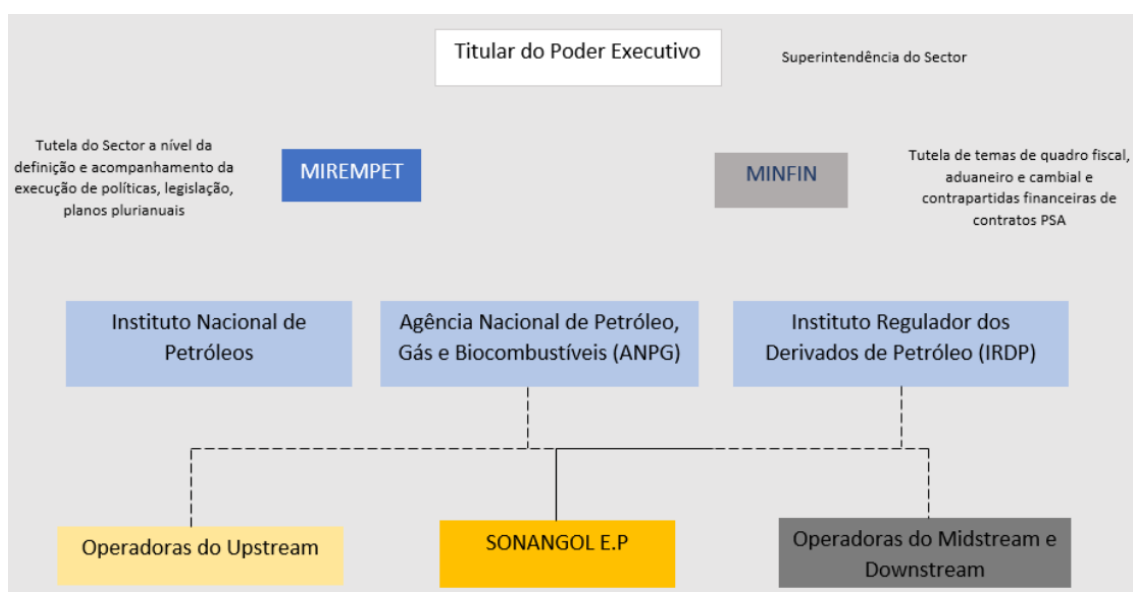 Titular do Poder Executivo
Superintendência do Sector
Tutela do Sector a nível da
definição e acompanhamento da
execução de políticas, legislação,
planos plurianuais
MIREMPET
MINFIN
Tutela de temas de quadro fiscal,
aduaneiro e cambial e
contrapartidas financeiras de
contratos PSA
Instituto Nacional de
Petróleos
Agência Nacional de Petróleo,
Gás e Biocombustíveis (ANPG)
Instituto Regulador dos
Derivados de Petróleo (IRDP)
Operadoras do Upstream
SONANGOL E.P
Operadoras do Midstream e
Downstream